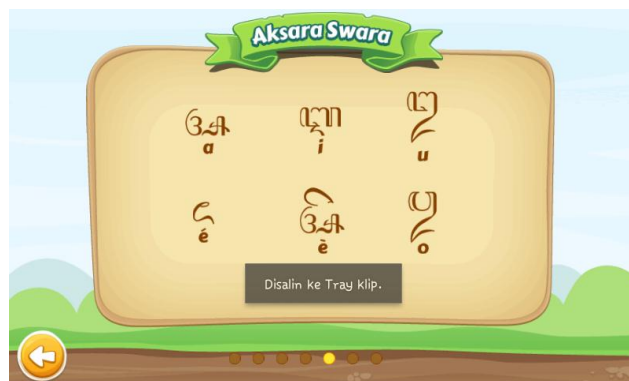 Aksara Swara
ꦄ ꦆ ꦈ
a i u
ꦌ ꦎ
é è o
Disalin ke Tray klip.